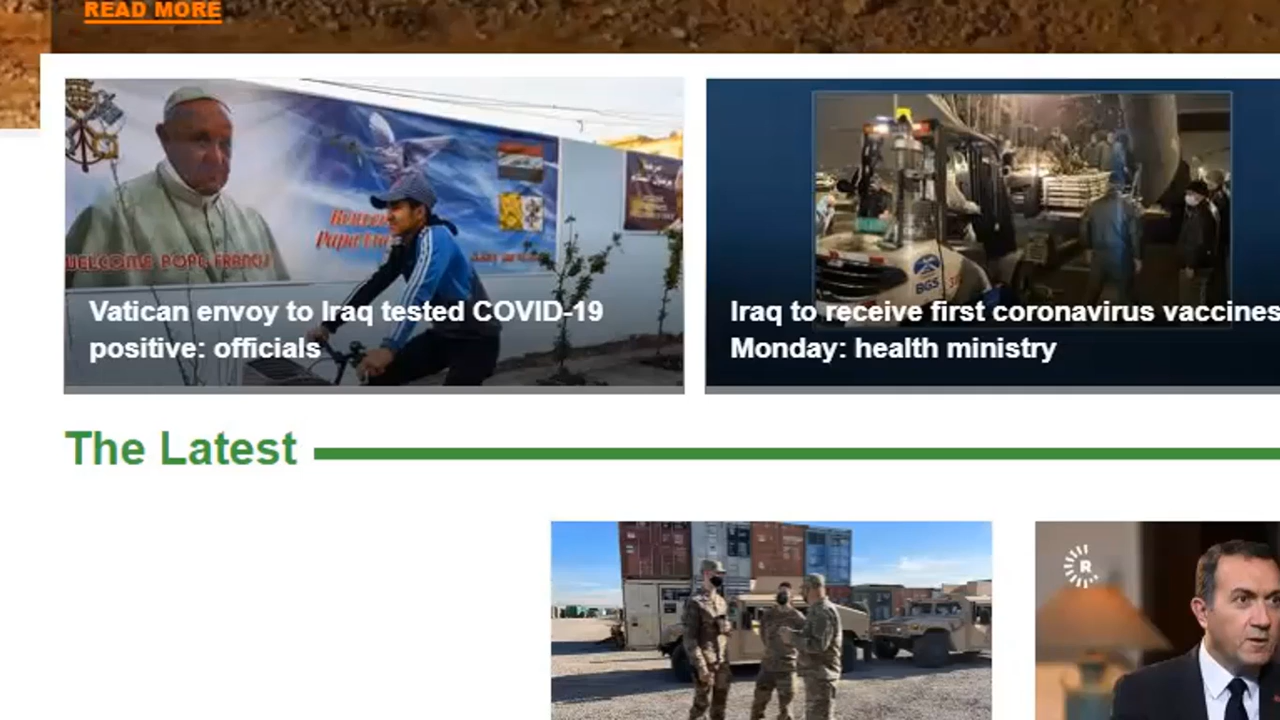 READ MORE
WELCOME POPE FRANCIS
Vatican envoy to Iraq tested COVID-19
positive: officials
BGS
Iraq to receive first coronavirus vaccines
Monday: health ministry
The Latest
R